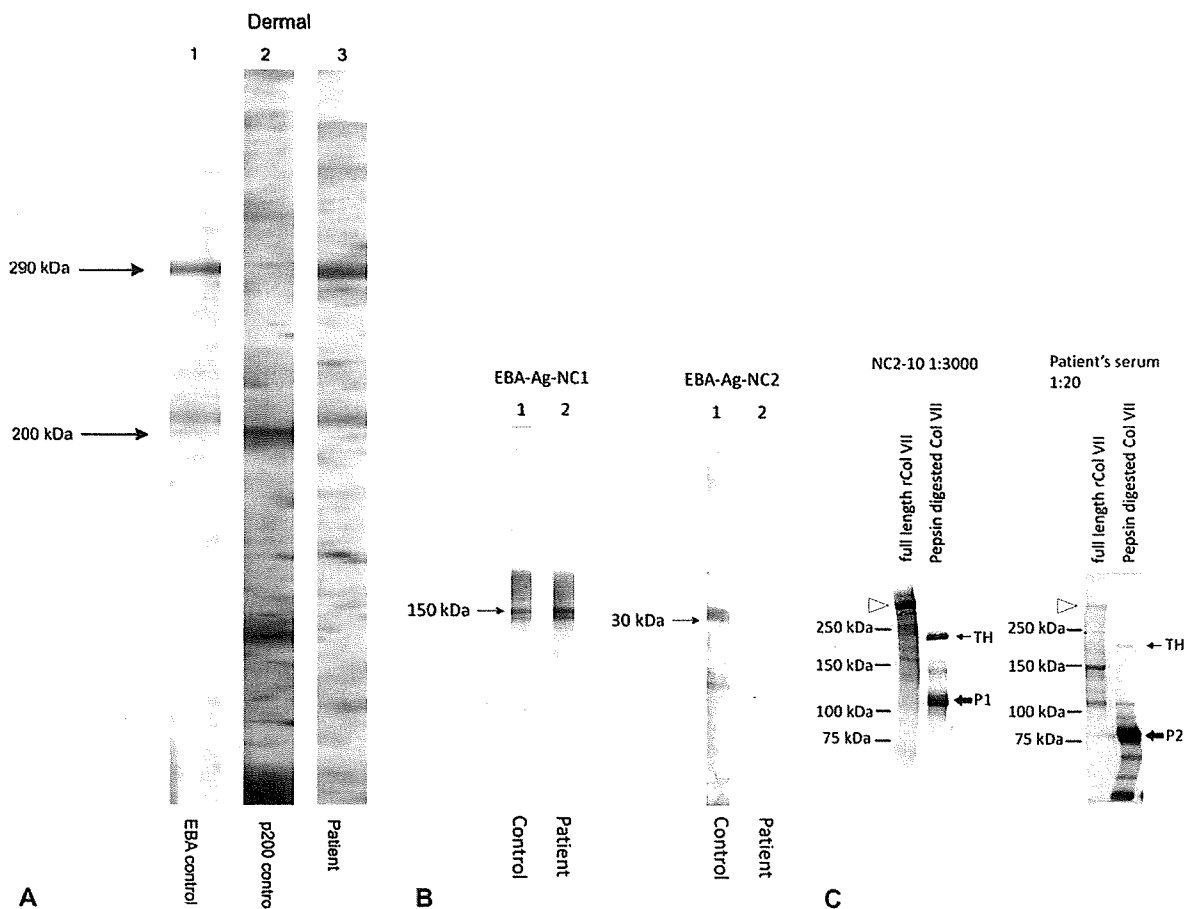 Dermal
1 2 3
290 kDa
200 kDa
EBA control
p200 contro
Patient
A
EBA-Ag-NC1
1 2
150 kDa
Control
Patient
EBA-Ag-NC2
1 2
30 kDa
Control
Patient
B
NC2-10 1:3000
full length rCol VII
Pepsin digested Col VII
250 kDa
TH
150 kDa
P1
100 kDa
75 kDa
Patient's serum
1:20
full length rCol VII
Pepsin digested Col VII
250 kDa
TH
150 kDa
100 kDa
75 kDa
P2
C